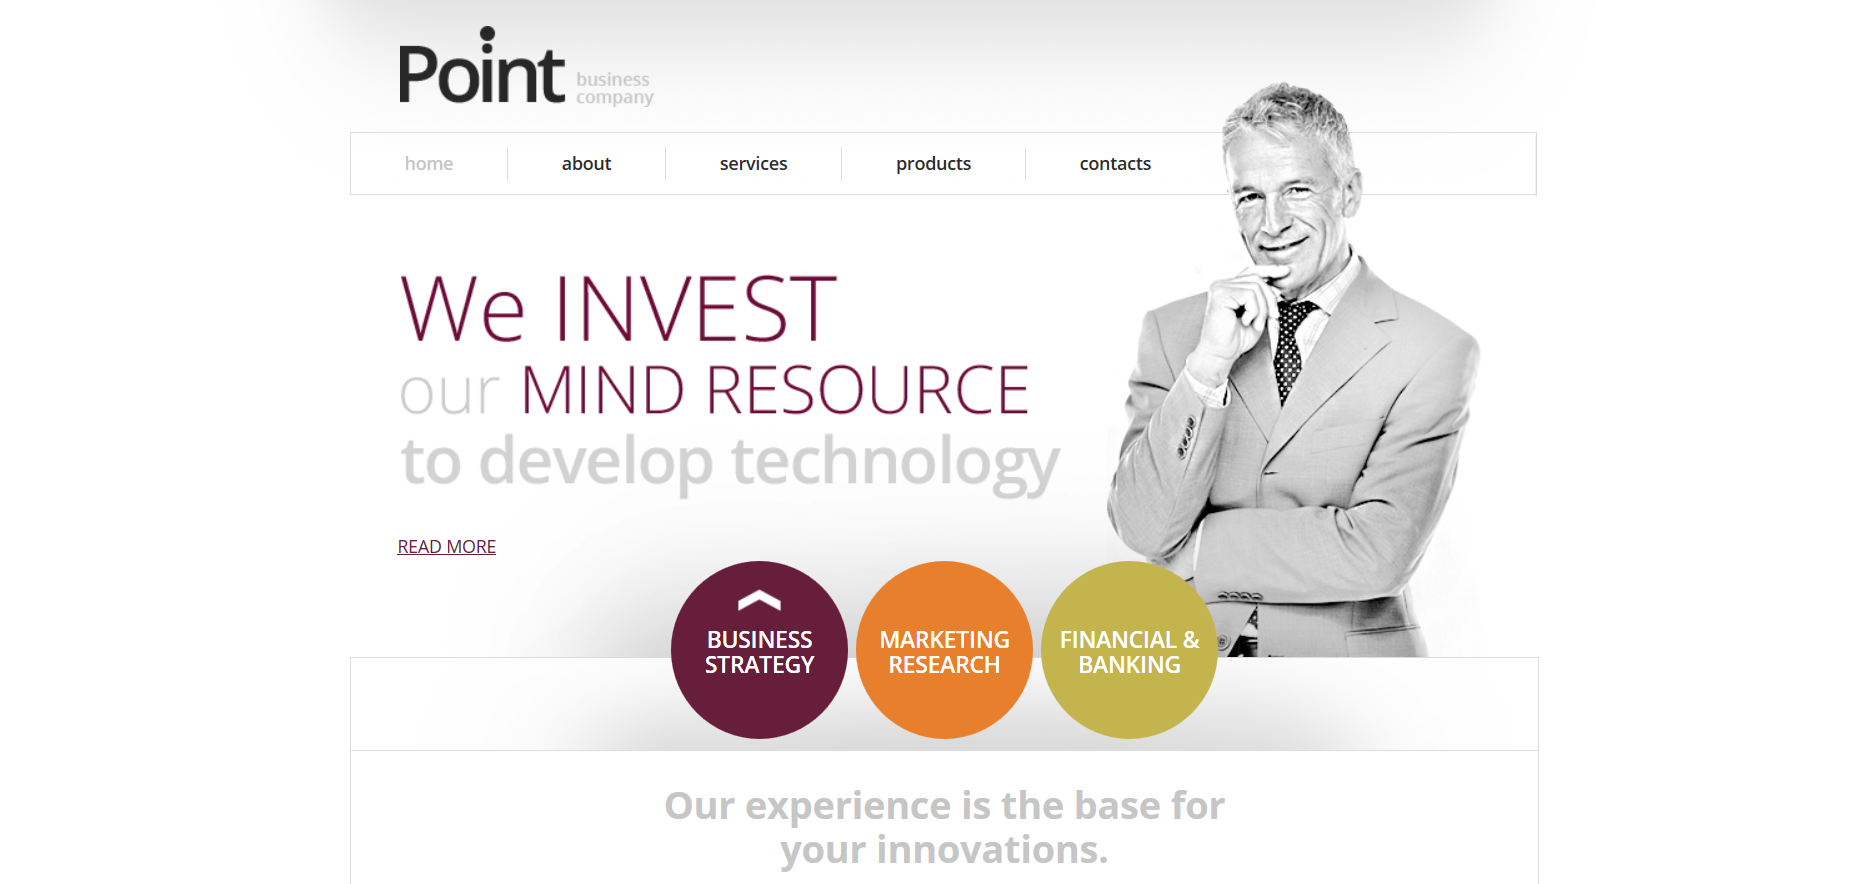 Point business
company
home about services products contacts
We INVEST
our MIND RESOURCE
to develop technology
READ MORE
BUSINESS
STRATEGY
MARKETING
RESEARCH
FINANCIAL &
BANKING
Our experience is the base for
your innovations.